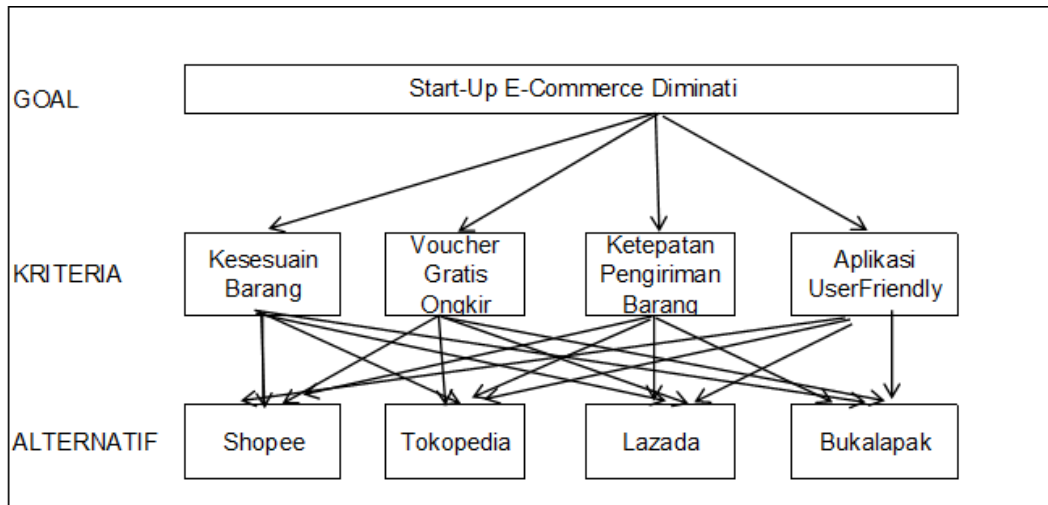 GOAL
Start-Up E-Commerce Diminati
KRITERIA
Kesesuain
Barang
Voucher
Gratis
Ongkir
Ketepatan
Pengiriman
Barang
Aplikasi
UserFriendly
ALTERNATIF
Shopee
Tokopedia
Lazada
Bukalapak